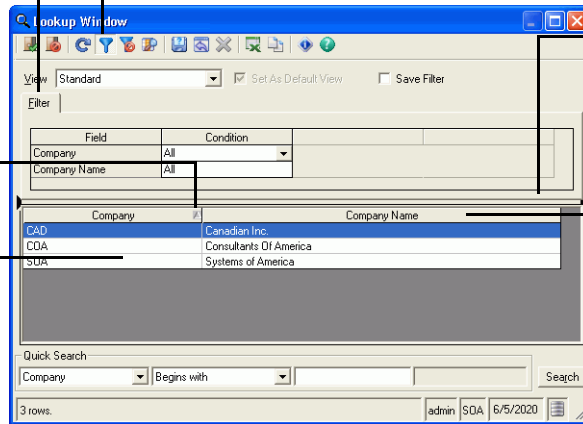 Lookup Window
View Standard Set As Default View Save Filter
Filter
Field Condition
Company All
Company Name All
Company Company Name
CAD Canadian Inc.
COA Consultants Of America
SOA Systems of America
Quick Search
Company Begins with Search
3 rows. admin SOA 6/5/2020